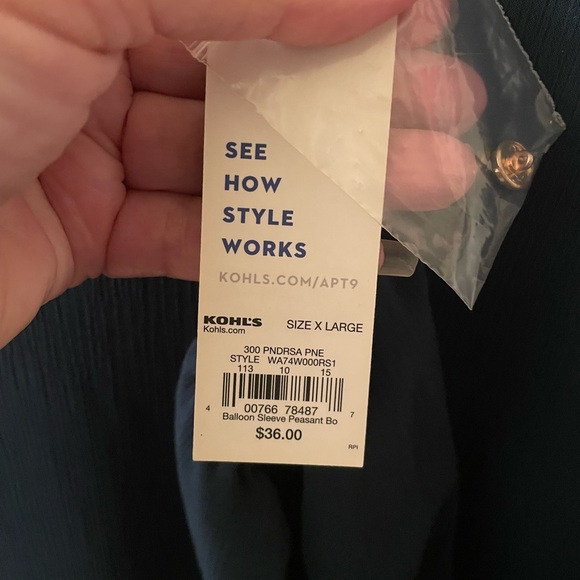 SEE
HOW
STYLE
WORKS
KOHLS.COM/APT9
KOHL'S
Kohls.com
SIZE X LARGE
300 PNDRSA PNE
STYLE WA74W000RS1
113 10 15
4 00766 78487 7
Balloon Sleeve Peasant Bo
$36.00
RPI